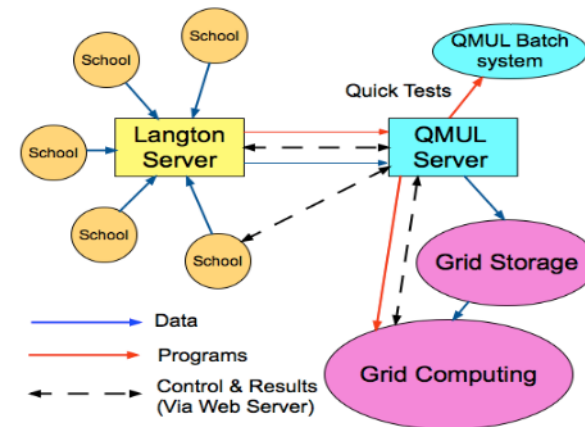 School
School
School
School
School
Langton
Server
QMUL
Server
QMUL Batch
system
Quick Tests
Grid Storage
Grid Computing
Data
Programs
Control & Results
(Via Web Server)